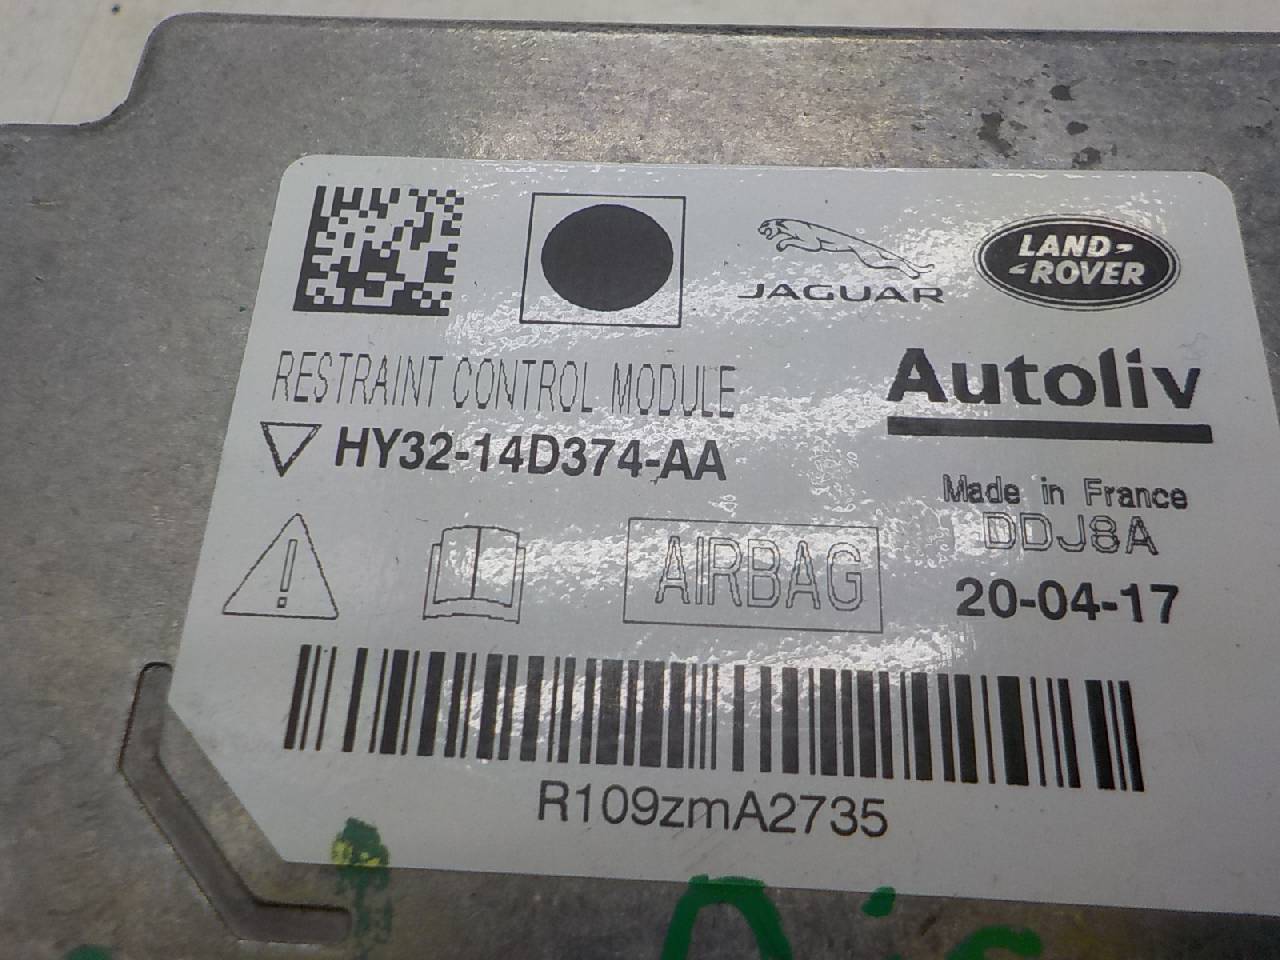 JAGUAR
LAND-
-ROVER
RESTRAINT CONTROL MODULE
Autoliv
HY32-14D374-AA
Made in France
DDJ8A
AIRBAG
20-04-17
R109zmA2735